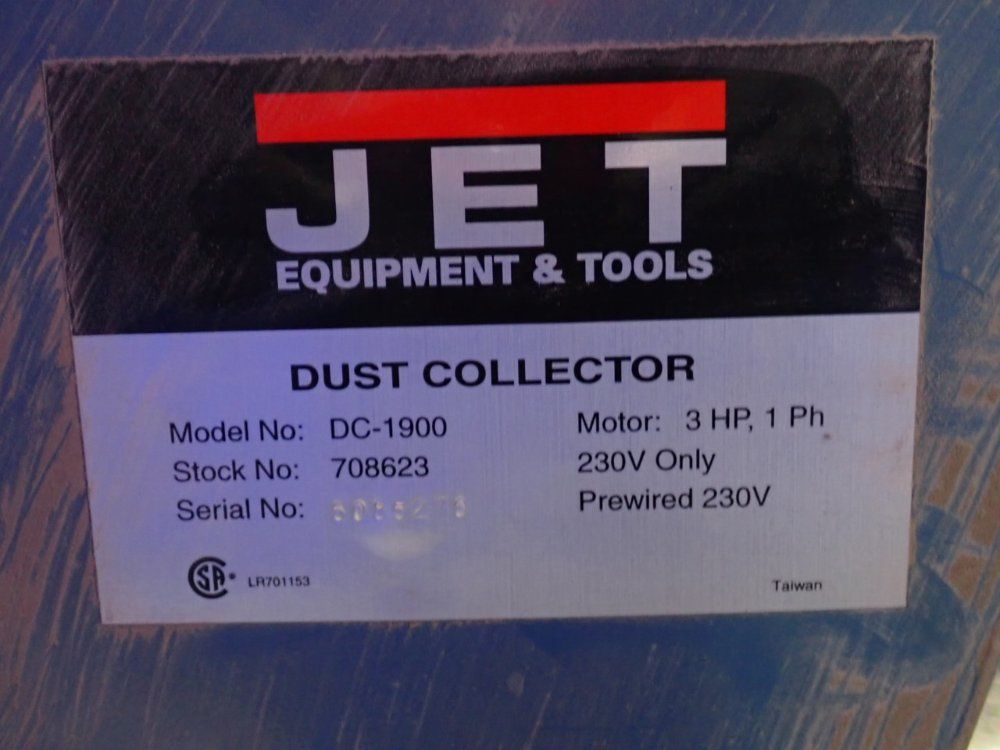 JET
EQUIPMENT & TOOLS
DUST COLLECTOR
Model No: DC-1900
Motor: 3 HP, 1 Ph
Stock No: 708623
230V Only
Serial No:
Prewired 230V
SA
LR701153
Taiwan